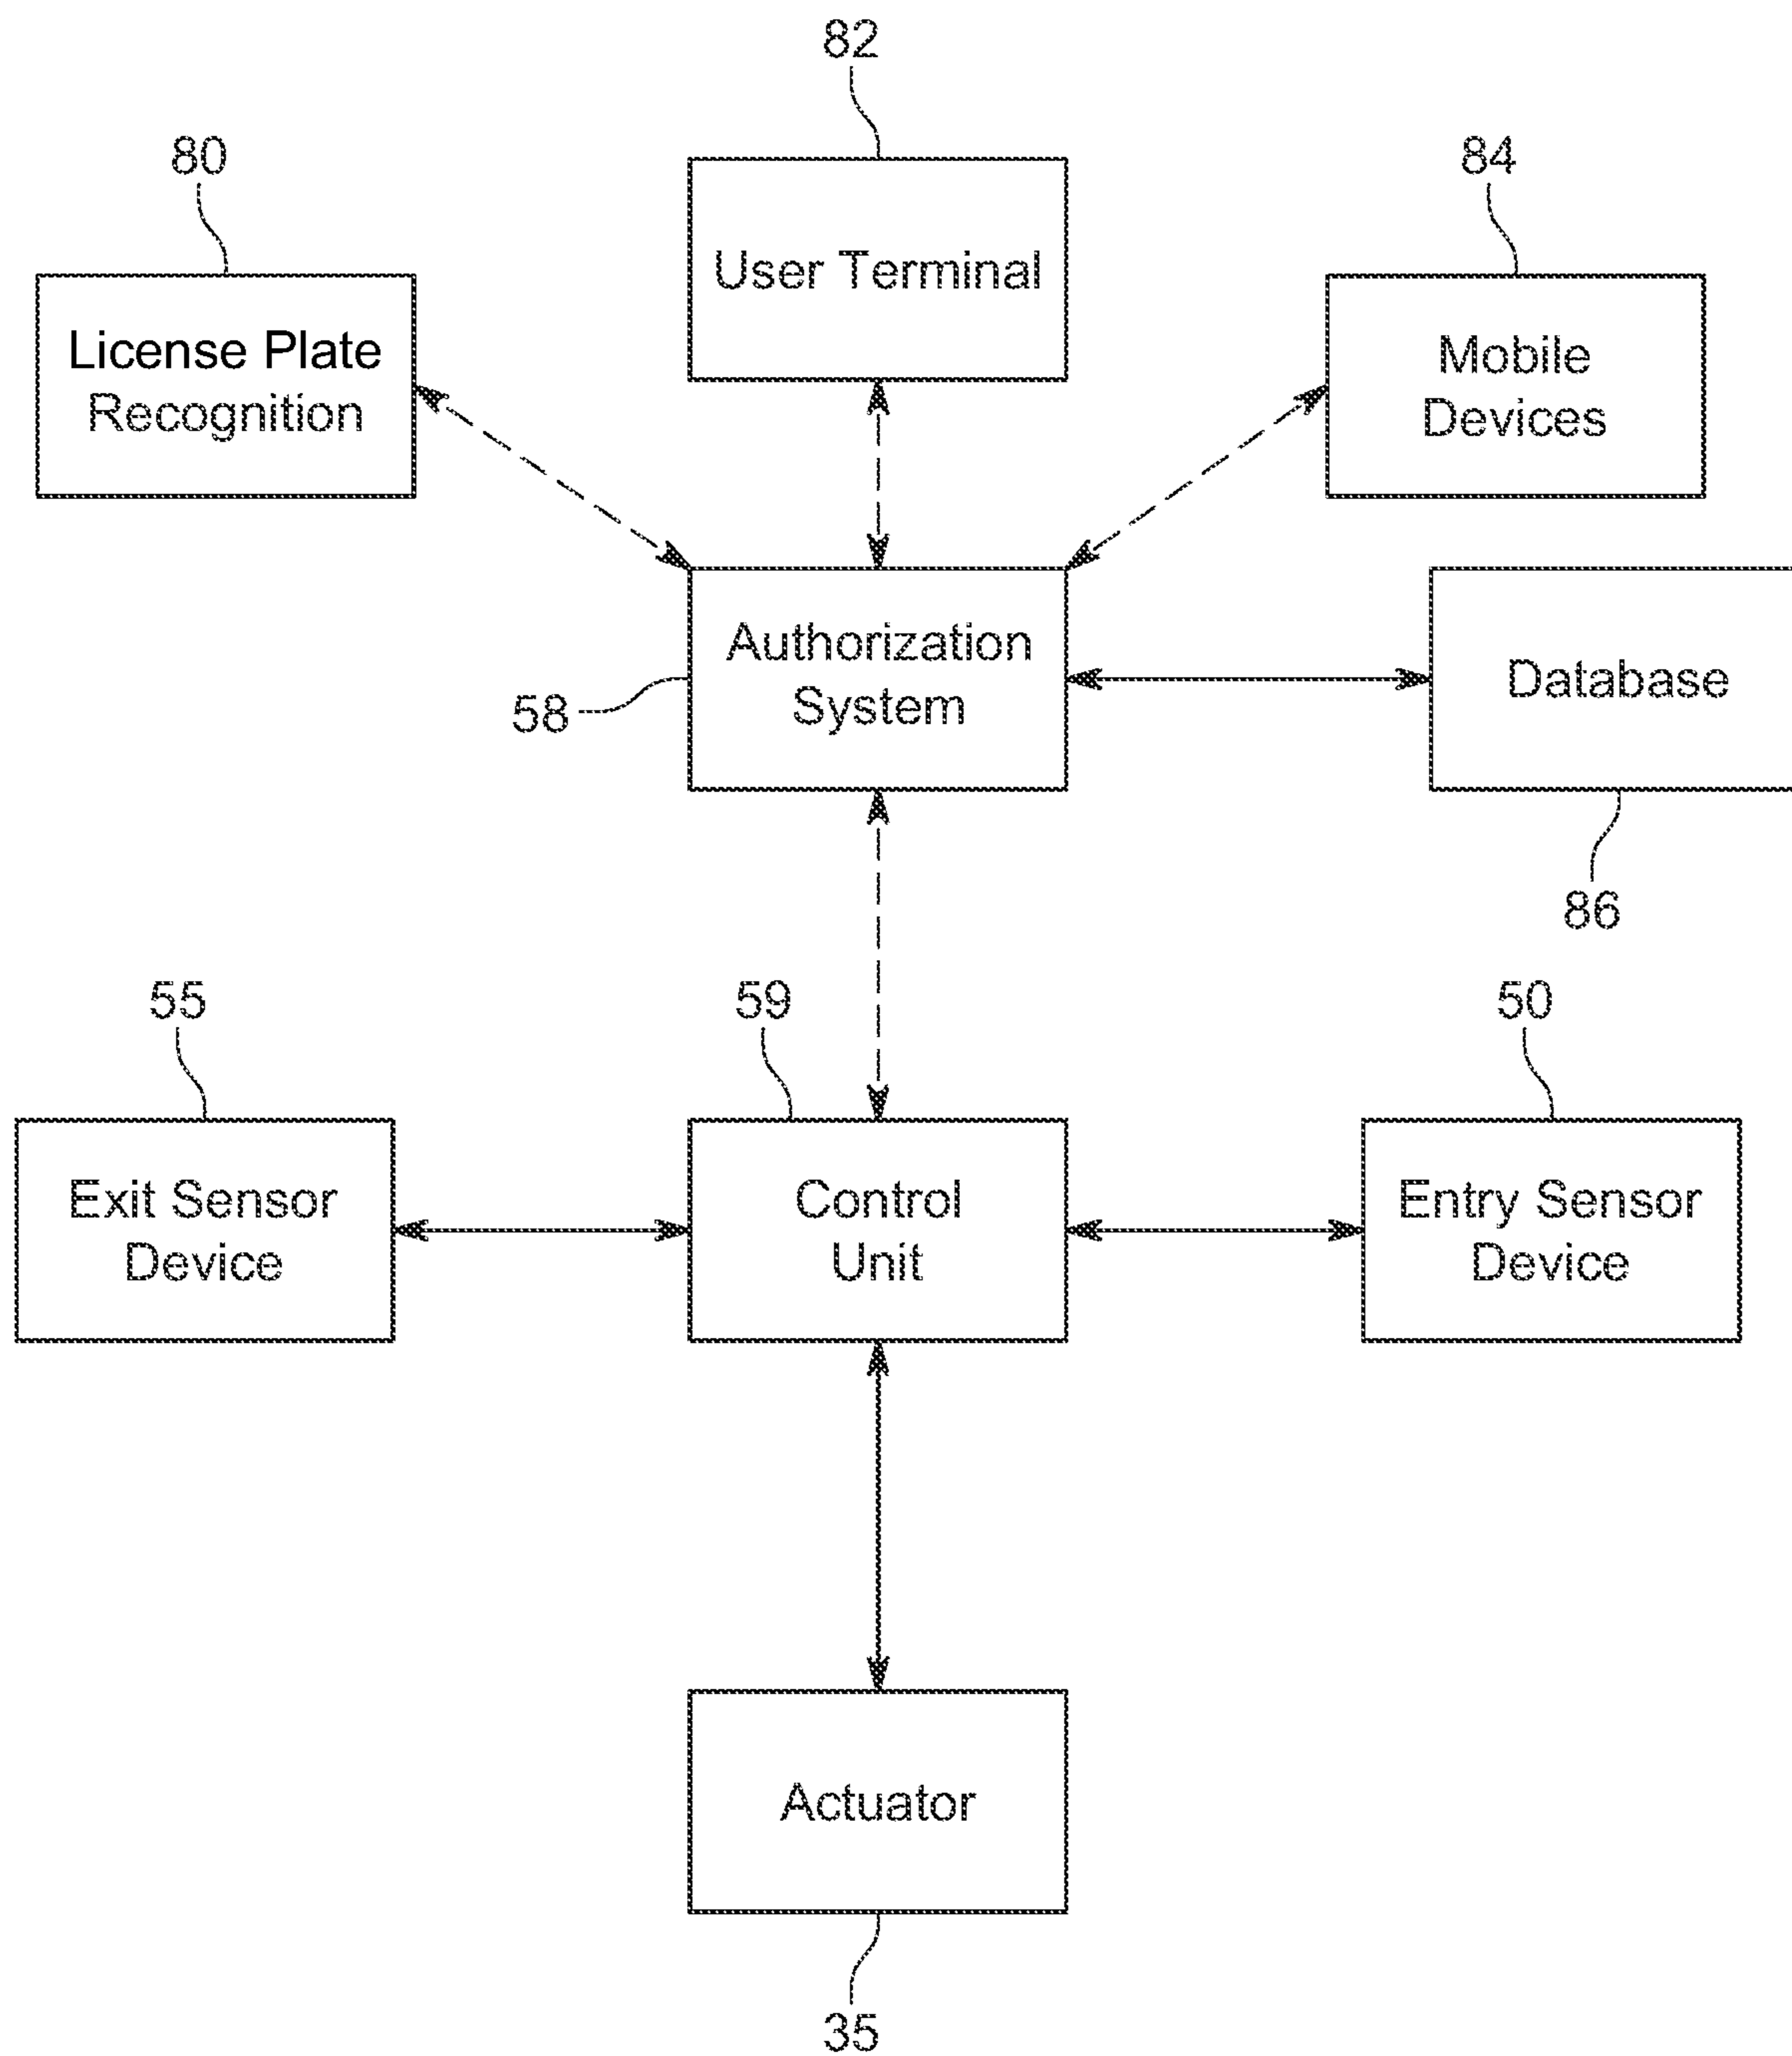 82
80
84
User Terminal
License Plate
Recognition
Mobile
Devices
Authorization
System
58
Database
86
55
59
50
Exit Sensor
Device
Control
Unit
Entry Sensor
Device
Actuator
35